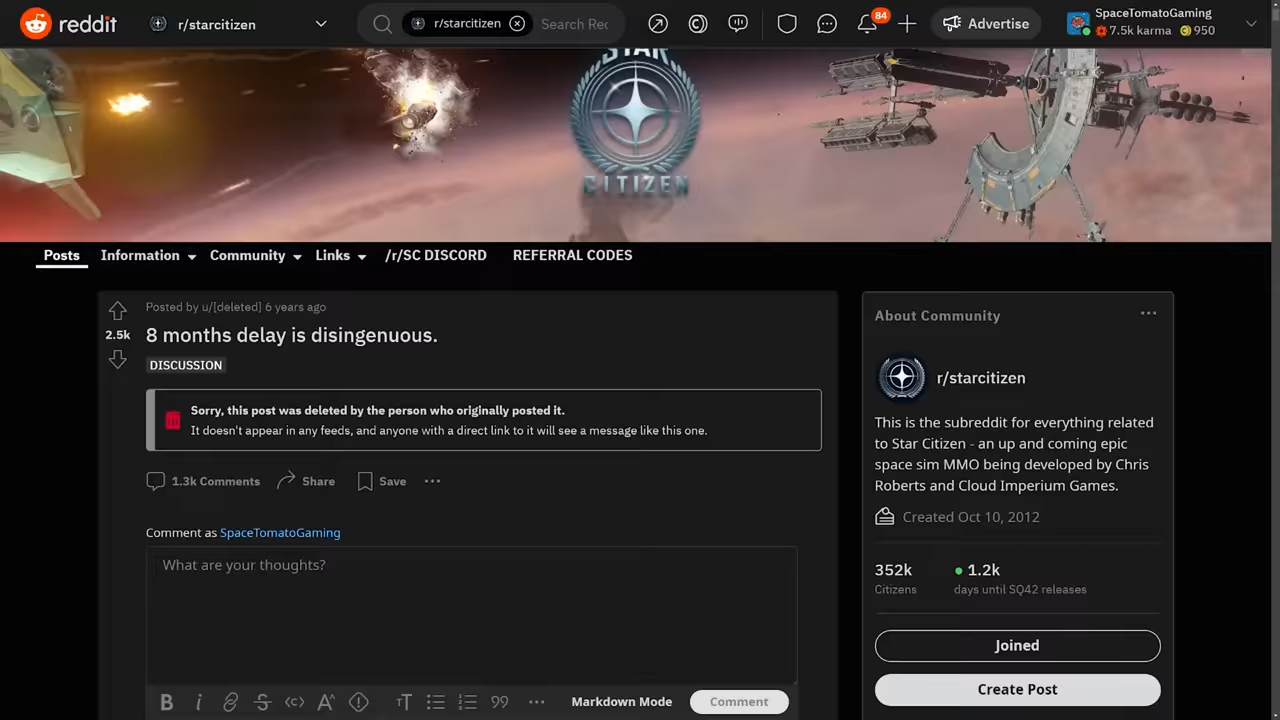 reddit
r/starcitizen
r/starcitizen
Search Rec
84
Advertise
SpaceTomatoGaming
7.5k karma
950
STAR
CITIZEN
Posts
Information
Community
Links
/r/SC DISCORD
REFERRAL CODES
Posted by u/[deleted] 6 years ago
2.5k
8 months delay is disingenuous.
DISCUSSION
Sorry, this post was deleted by the person who originally posted it.
It doesn't appear in any feeds, and anyone with a direct link to it will see a message like this one.
1.3k Comments
Share
Save
Comment as SpaceTomatoGaming
What are your thoughts?
Markdown Mode
Comment
About Community
r/starcitizen
This is the subreddit for everything related
to Star Citizen - an up and coming epic
space sim MMO being developed by Chris
Roberts and Cloud Imperium Games.
Created Oct 10, 2012
352k
1.2k
Citizens
days until SQ42 releases
Joined
Create Post